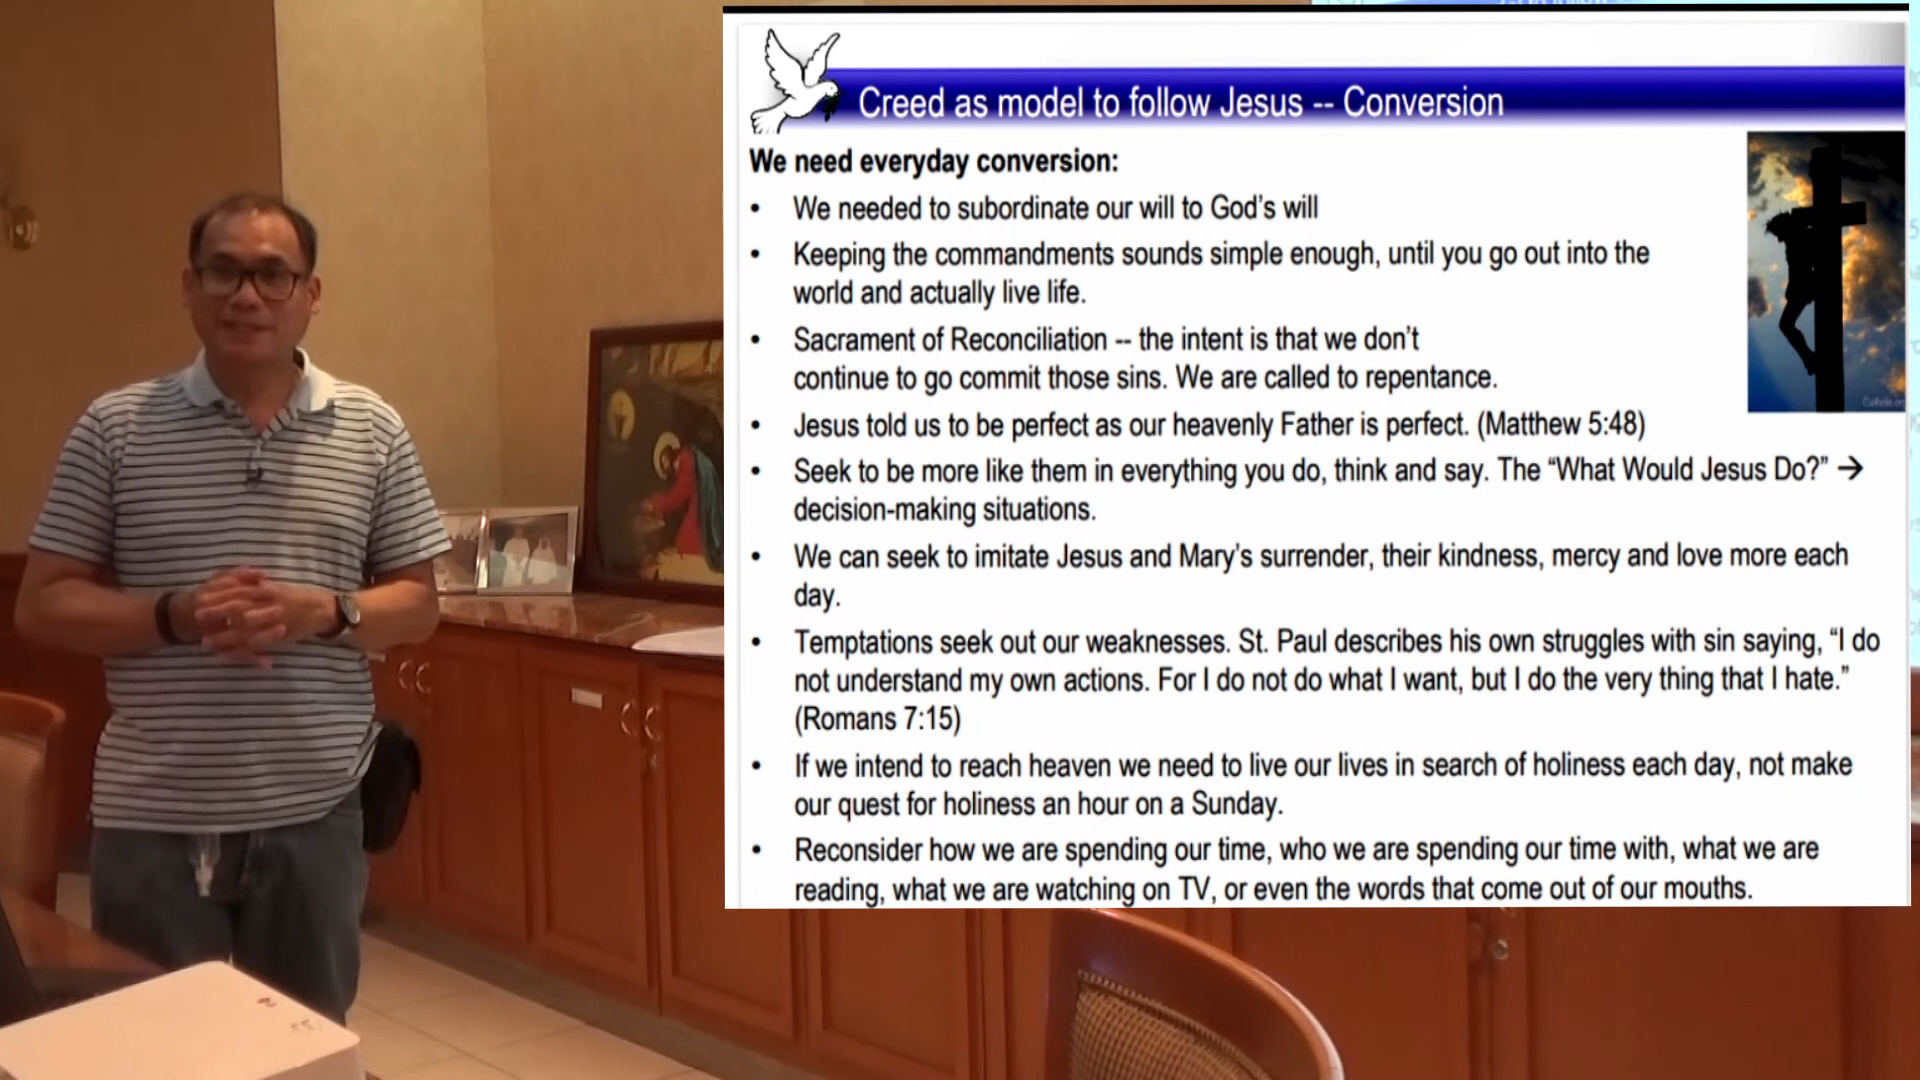 Creed as model to follow Jesus -- Conversion
We need everyday conversion:
• We needed to subordinate our will to God's will
• Keeping the commandments sounds simple enough, until you go out into the
world and actually live life.
• Sacrament of Reconciliation -- the intent is that we don't
continue to go commit those sins. We are called to repentance.
• Jesus told us to be perfect as our heavenly Father is perfect. (Matthew 5:48)
• Seek to be more like them in everything you do, think and say. The “What Would Jesus Do?” →
decision-making situations.
• We can seek to imitate Jesus and Mary's surrender, their kindness, mercy and love more each
day.
• Temptations seek out our weaknesses. St. Paul describes his own struggles with sin saying, “I do
not understand my own actions. For I do not do what I want, but I do the very thing that I hate.”
(Romans 7:15)
• If we intend to reach heaven we need to live our lives in search of holiness each day, not make
our quest for holiness an hour on a Sunday.
• Reconsider how we are spending our time, who we are spending our time with, what we are
reading, what we are watching on TV, or even the words that come out of our mouths.